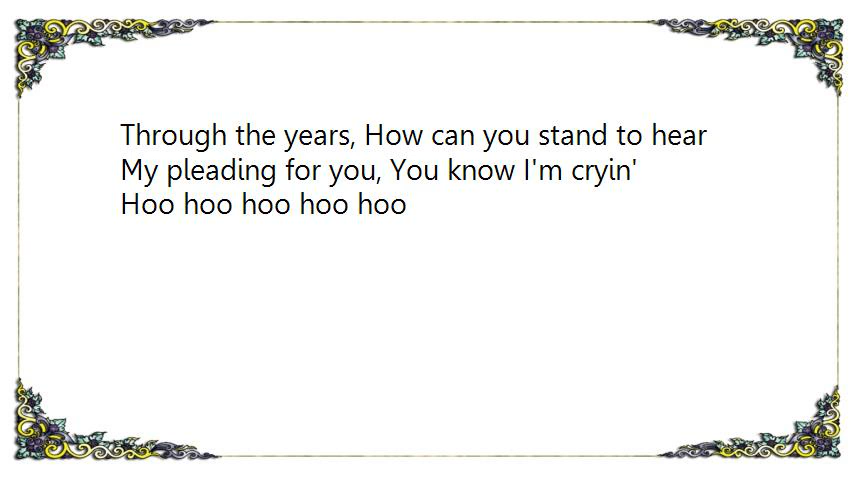 Through the years, How can you stand to hear
My pleading for you, You know I'm cryin'
Hoo hoo hoo hoo hoo